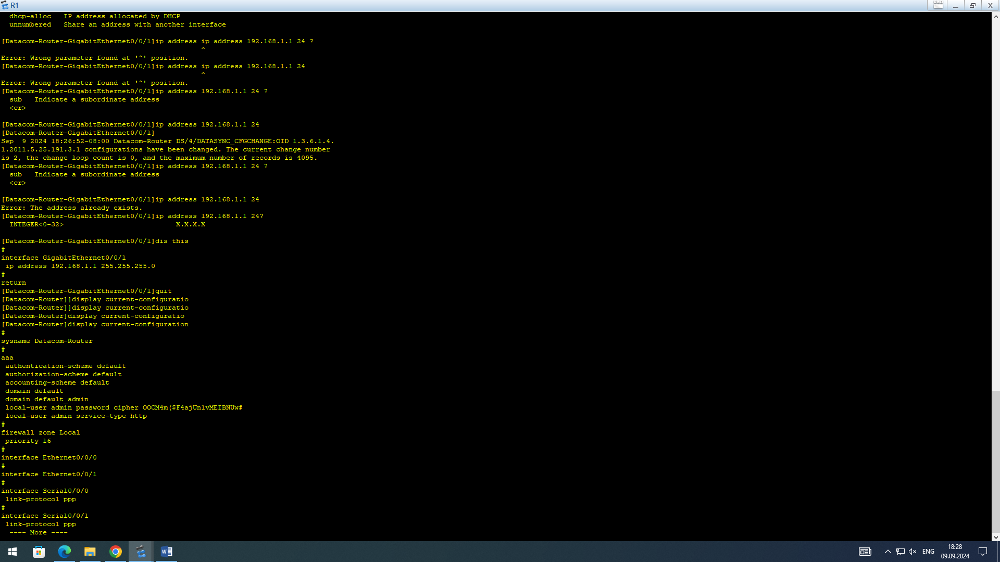 R1
  dhcp-alloc   IP address allocated by DHCP
  unnumbered   Share an address with another interface
[Datacom-Router-GigabitEthernet0/0/1]ip address ip address 192.168.1.1 24 ?
                                                ^
Error: Wrong parameter found at '^' position.
[Datacom-Router-GigabitEthernet0/0/1]ip address ip address 192.168.1.1 24
                                                ^
Error: Wrong parameter found at '^' position.
[Datacom-Router-GigabitEthernet0/0/1]ip address 192.168.1.1 24 ?
  sub   Indicate a subordinate address
  <cr>
[Datacom-Router-GigabitEthernet0/0/1]ip address 192.168.1.1 24
[Datacom-Router-GigabitEthernet0/0/1]
Sep  9 2024 18:26:52-08:00 Datacom-Router DS/4/DATASYNC_CFGCHANGE:OID 1.3.6.1.4.
1.2011.5.25.191.3.1 configurations have been changed. The current change number
is 2, the change loop count is 0, and the maximum number of records is 4095.
[Datacom-Router-GigabitEthernet0/0/1]ip address 192.168.1.1 24 ?
  sub   Indicate a subordinate address
  <cr>
[Datacom-Router-GigabitEthernet0/0/1]ip address 192.168.1.1 24
Error: The address already exists.
[Datacom-Router-GigabitEthernet0/0/1]ip address 192.168.1.1 24?
  INTEGER<0-32>                           X.X.X.X
[Datacom-Router-GigabitEthernet0/0/1]dis this
#
interface GigabitEthernet0/0/1
 ip address 192.168.1.1 255.255.255.0
#
return
[Datacom-Router-GigabitEthernet0/0/1]quit
[Datacom-Router]]display current-configuratio
[Datacom-Router]]display current-configuratio
[Datacom-Router]display current-configuratio
[Datacom-Router]display current-configuration
#
sysname Datacom-Router
#
aaa
 authentication-scheme default
 authorization-scheme default
 accounting-scheme default
 domain default
 domain default_admin
 local-user admin password cipher OOCM4m($F4ajUn1vMEIBNUw#
 local-user admin service-type http
#
firewall zone Local
 priority 16
#
interface Ethernet0/0/0
#
interface Ethernet0/0/1
#
interface Serial0/0/0
 link-protocol ppp
#
interface Serial0/0/1
 link-protocol ppp
  ---- More ----
ENG
18:28
09.09.2024